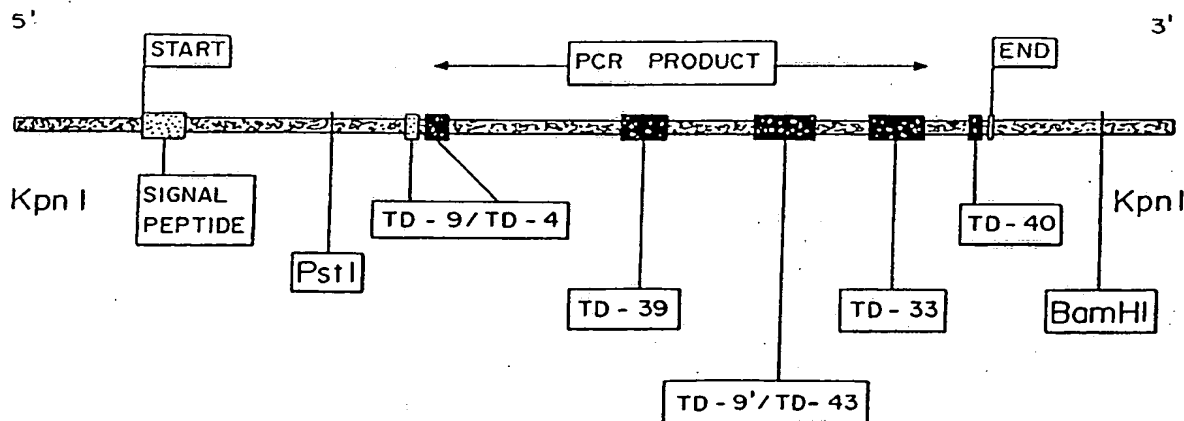 5'
3'
START
PCR PRODUCT
END
Kpn I
SIGNAL
PEPTIDE
TD - 9/TD - 4
TD - 40
KpnI
PstI
TD - 39
TD - 33
BamHI
TD - 9'/TD - 43